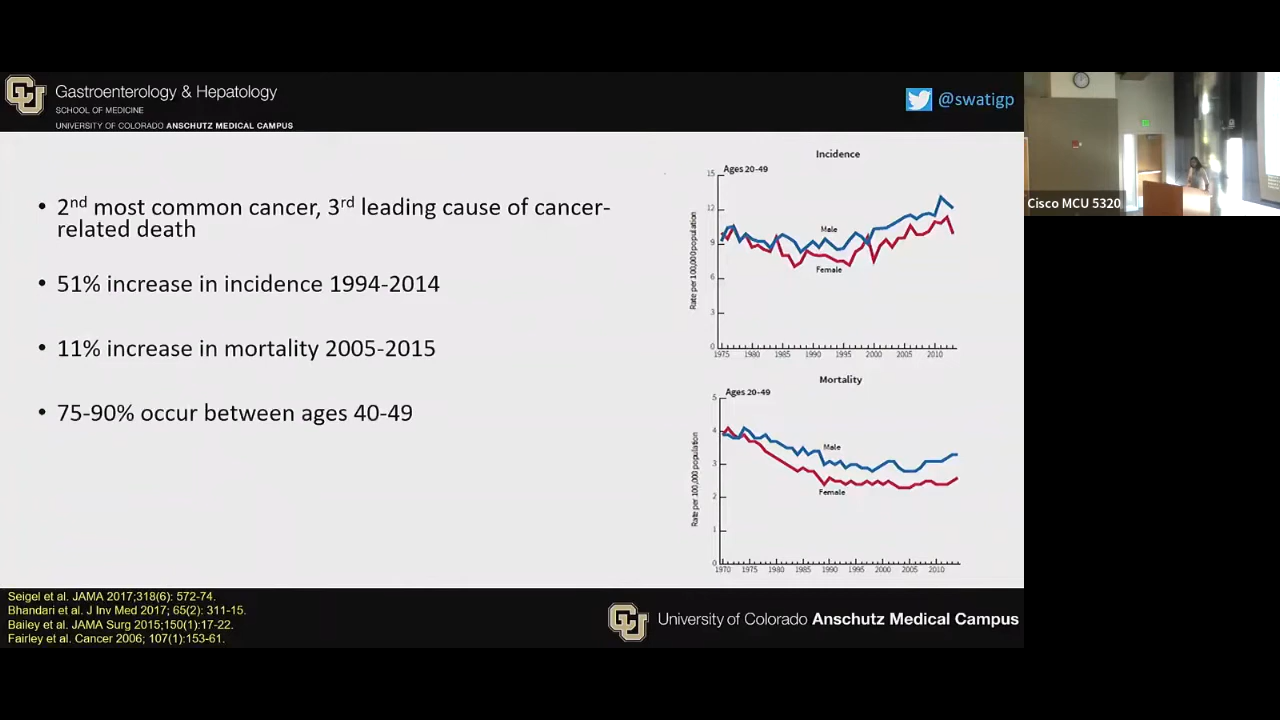 Gastroenterology & Hepatology
SCHOOL OF MEDICINE
UNIVERSITY OF COLORADO ANSCHUTZ MEDICAL CAMPUS
@swatigp
Cisco MCU 5320
• 2nd most common cancer, 3rd leading cause of cancer-
related death
• 51% increase in incidence 1994-2014
• 11% increase in mortality 2005-2015
• 75-90% occur between ages 40-49
Incidence
Ages 20-49
Rate per 100,000 population
15
12
9
6
3
0
Male
Female
1975 1980 1985 1990 1995 2000 2005 2010
Mortality
Ages 20-49
Rate per 100,000 population
5
4
3
2
1
0
Male
Female
1970 1975 1980 1985 1990 1995 2000 2005 2010
Seigel et al. JAMA 2017;318(6): 572-74.
Bhandari et al. J Inv Med 2017; 65(2): 311-15.
Bailey et al. JAMA Surg 2015;150(1):17-22.
Fairley et al. Cancer 2006; 107(1):153-61.
CU University of Colorado Anschutz Medical Campus